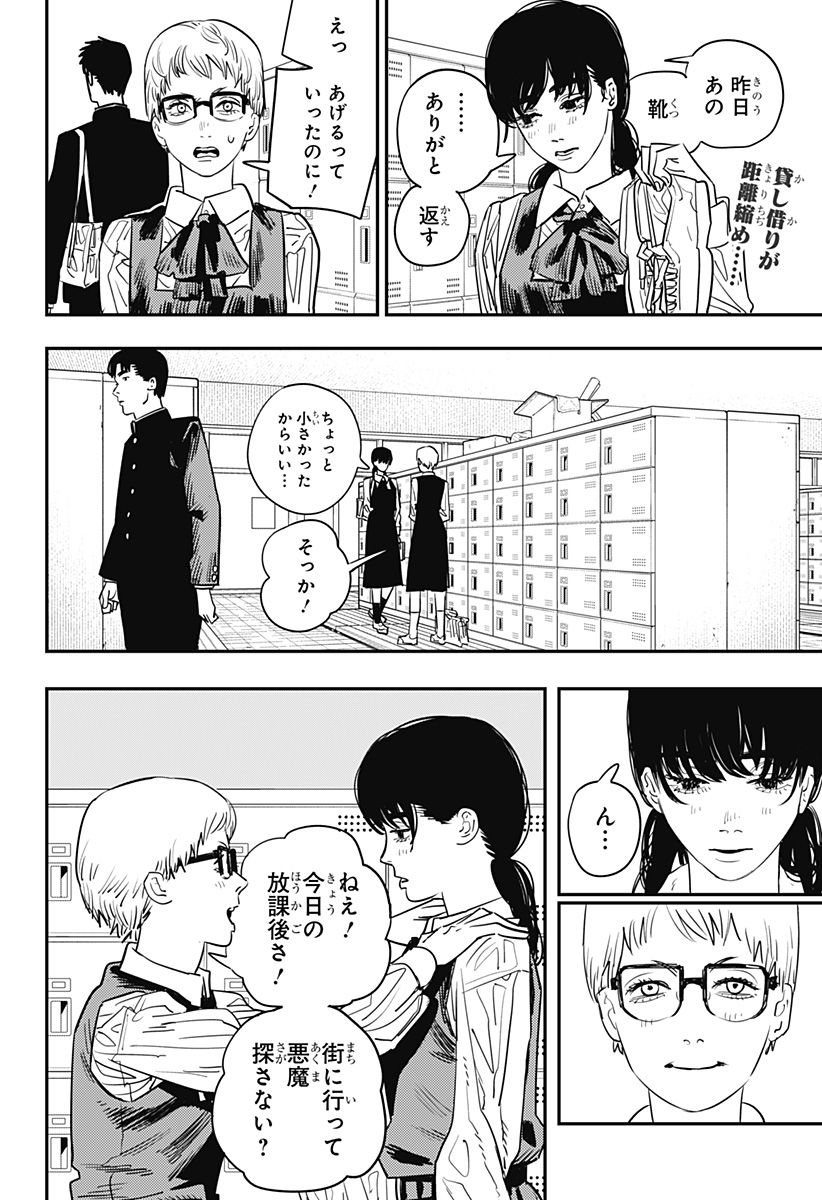 昨日
あの
靴
貸し借りが
距離縮め……
……
ありがと
返す
えっ
あげるって
いったのに！
ちょっと
小さかった
からいい…
そっか！
ん…
ねえ！
今日の
放課後さ！
街に行って
悪魔
探さない？